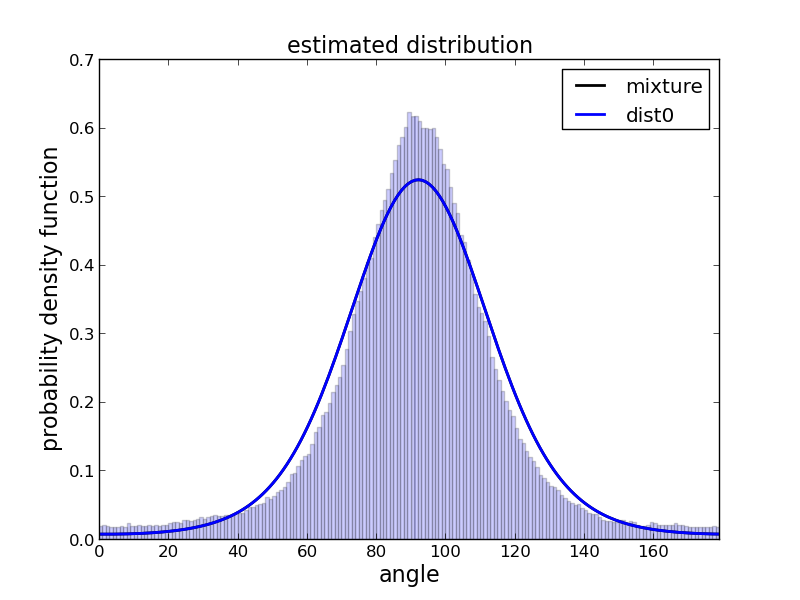 estimated distribution
mixture
dist0
probability density function
0.7
0.6
0.5
0.4
0.3
0.2
0.1
0.0
0 20 40 60 80 100 120 140 160
angle